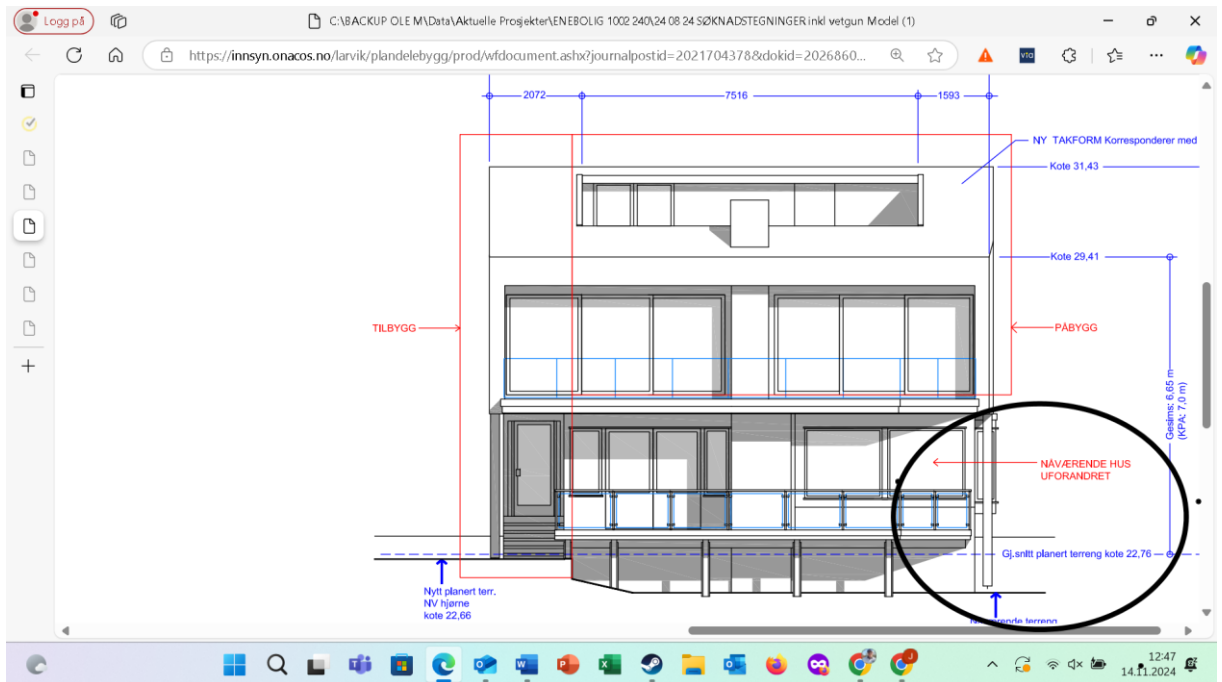 Logg på
C:\BACKUP OLE M\Data\Aktuelle Prosjekter\ENEBOLIG 1002 240\24 08 24 SØKNADSTEGNINGER inkl vetgun Model (1)
https://innsyn.onacos.no/larvik/plandelebygg/prod/wfdocument.ashx?journalpostid=2021704378&dokid=2026860...
vta
2072
7516
1593
NY TAKFORM Korresponderer med
Kote 31,43
Kote 29,41
TILBYGG
PÅBYGG
Gesims: 6,65 m
(KPA: 7,0 m)
NÅVÆRENDE HUS
UFORANDRET
Gj.snitt planert terreng kote 22,76
Nytt planert terr.
NV hjørne
kote 22,66
terreng
12:47
14.11.2024